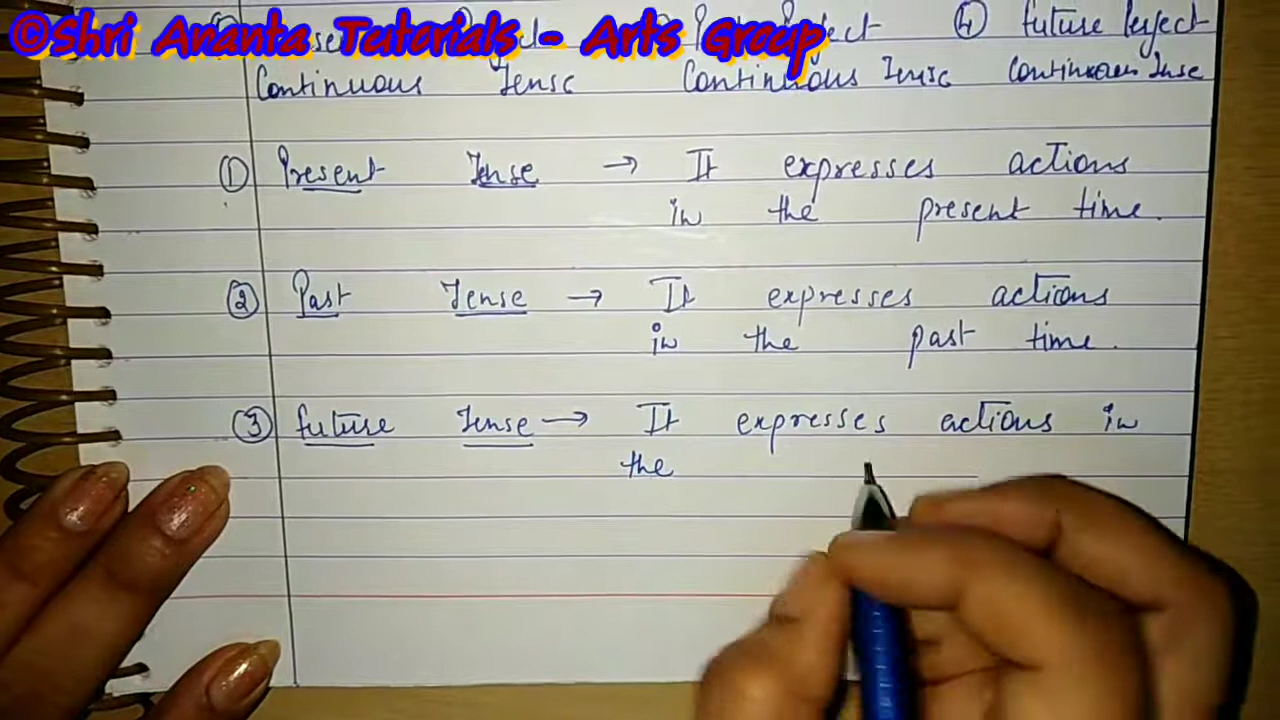 ©Shri Ananta Tutorials - Arts Group
④ future Perfect
Continuous Tense Continuous Tense Continuous Tense
① Present Tense → It expresses actions
in the present time.
② Past Tense → It expresses actions
in the past time.
③ future Tense → It expresses actions in
the